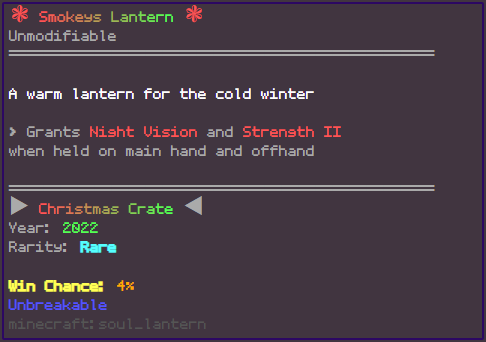 ❃ Smokeys Lantern ❃
Unmodifiable
A warm lantern for the cold winter
> Grants Night Vision and Strength II
when held on main hand and offhand
▶ Christmas Crate ◀
Year: 2022
Rarity: Rare
Win Chance: 4%
Unbreakable
minecraft:soul_lantern